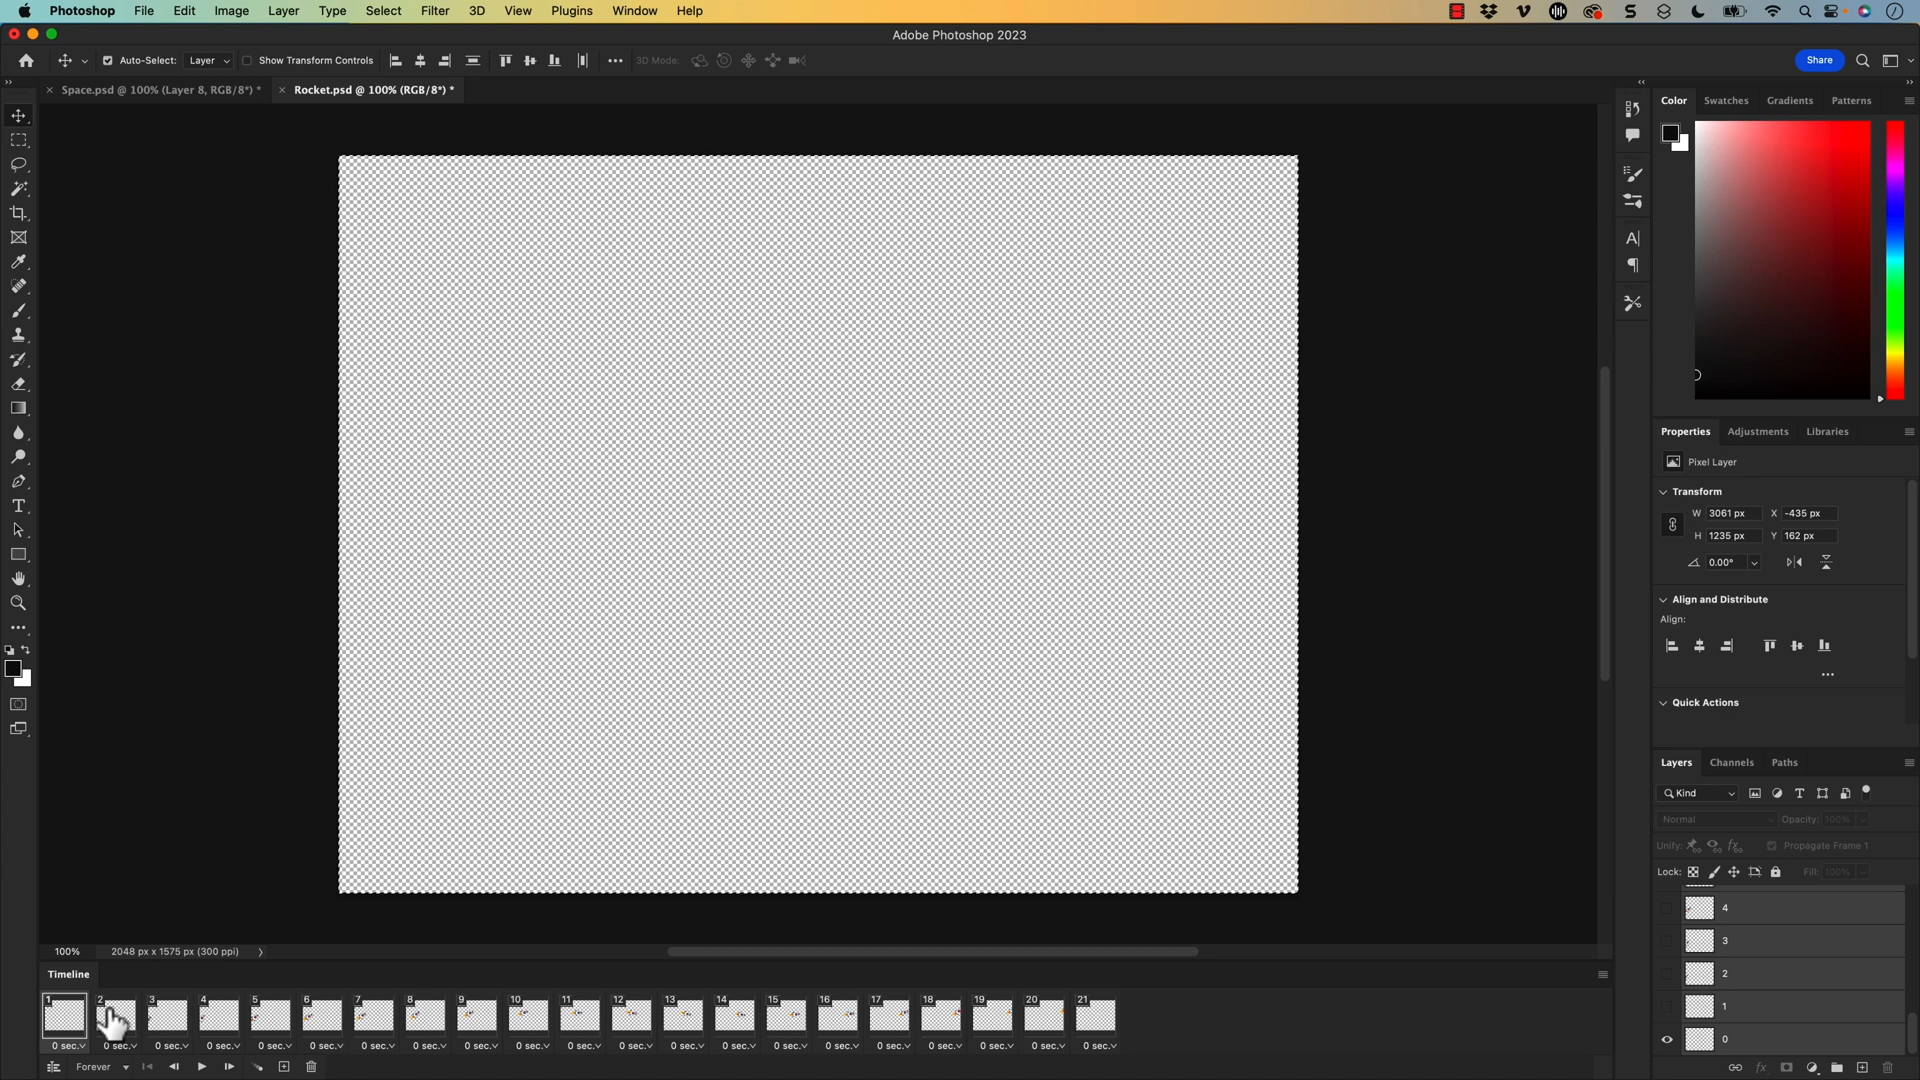 Photoshop File Edit Image Layer Type Select Filter 3D View Plugins Window Help
Adobe Photoshop 2023
Auto-Select: Layer Show Transform Controls 3D Mode: Share
Space.psd @ 100% (Layer 8, RGB/8*) * Rocket.psd @ 100% (RGB/8*) *
Color Swatches Gradients Patterns
Properties Adjustments Libraries
Pixel Layer
Transform
W 3061 px X -435 px
H 1235 px Y 162 px
0.00°
Align and Distribute
Align:
Quick Actions
Layers Channels Paths
Kind
Normal Opacity: 100%
Unify: Propagate Frame 1
Lock: Fill: 100%
4
3
2
1
0
100% 2048 px x 1575 px (300 ppi)
Timeline
1 2 3 4 5 6 7 8 9 10 11 12 13 14 15 16 17 18 19 20 21
0 sec. 0 sec. 0 sec. 0 sec. 0 sec. 0 sec. 0 sec. 0 sec. 0 sec. 0 sec. 0 sec. 0 sec. 0 sec. 0 sec. 0 sec. 0 sec. 0 sec. 0 sec. 0 sec. 0 sec. 0 sec.
Forever